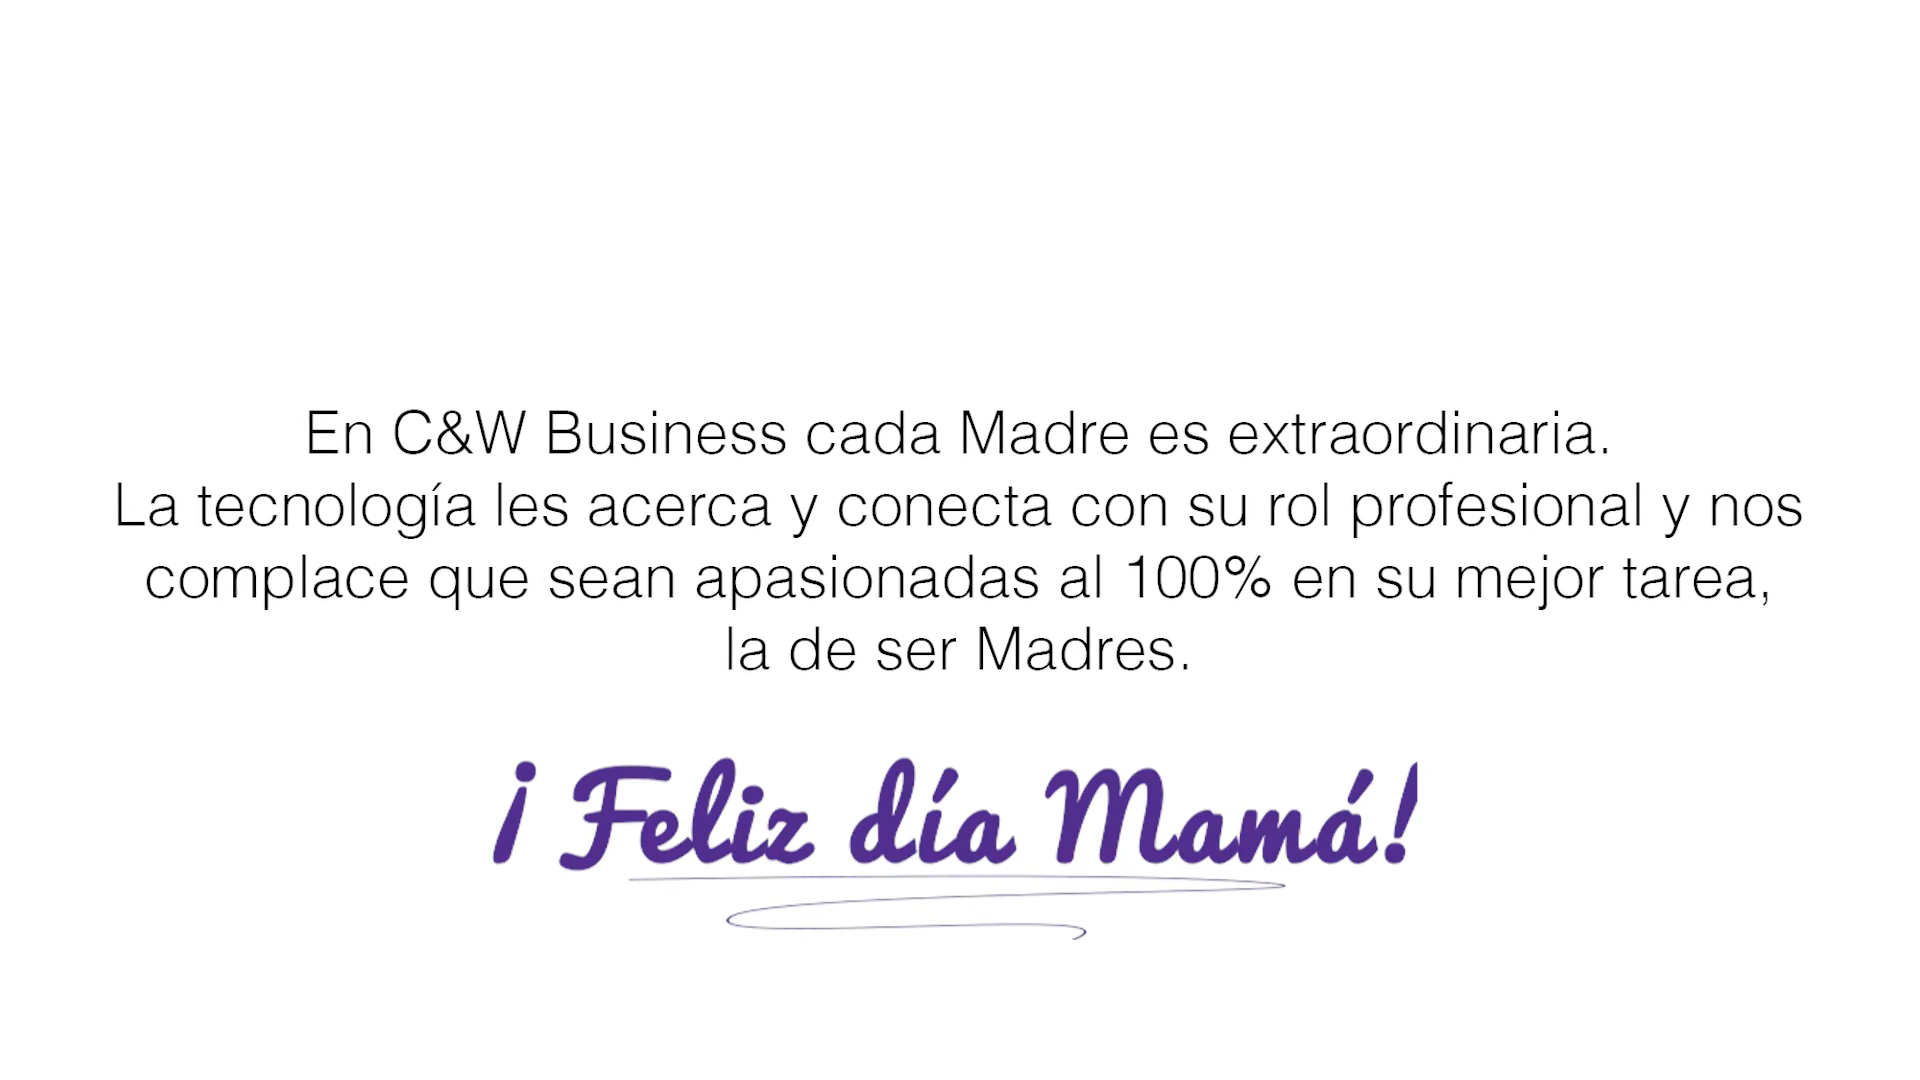 En C&W Business cada Madre es extraordinaria.
La tecnología les acerca y conecta con su rol profesional y nos
complace que sean apasionadas al 100% en su mejor tarea,
la de ser Madres.
¡Feliz día Mamá!